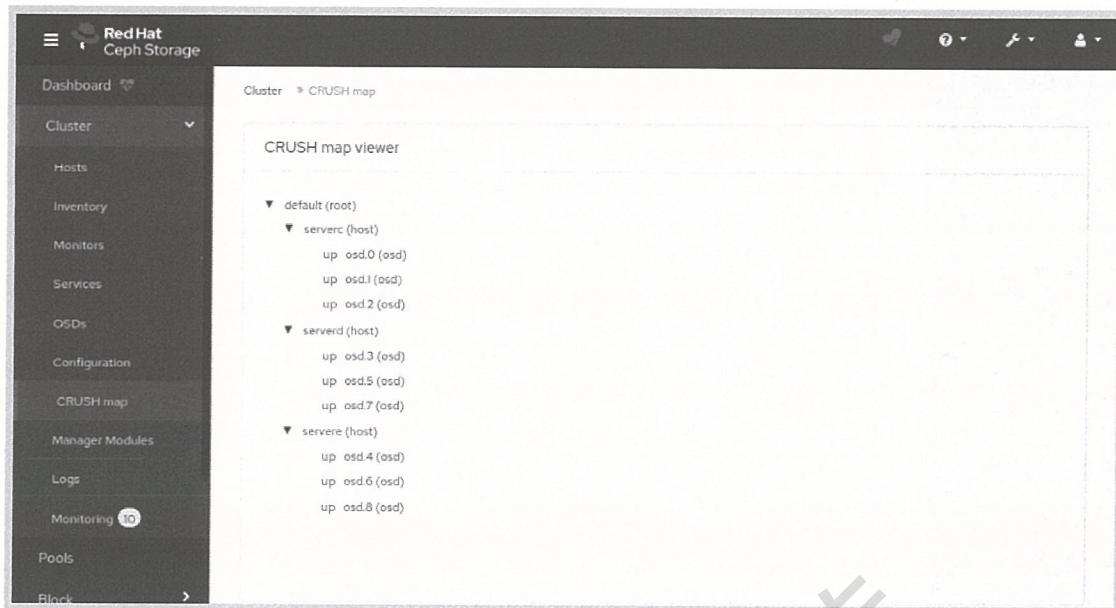 Red Hat
Ceph Storage
Dashboard
Cluster
Hosts
Inventory
Monitors
Services
OSDs
Configuration
CRUSH map
Manager Modules
Logs
Monitoring 10
Pools
Block
Cluster » CRUSH map
CRUSH map viewer
▼ default (root)
▼ serverc (host)
up osd.0 (osd)
up osd.1 (osd)
up osd.2 (osd)
▼ serverd (host)
up osd.3 (osd)
up osd.5 (osd)
up osd.7 (osd)
▼ servere (host)
up osd.4 (osd)
up osd.6 (osd)
up osd.8 (osd)